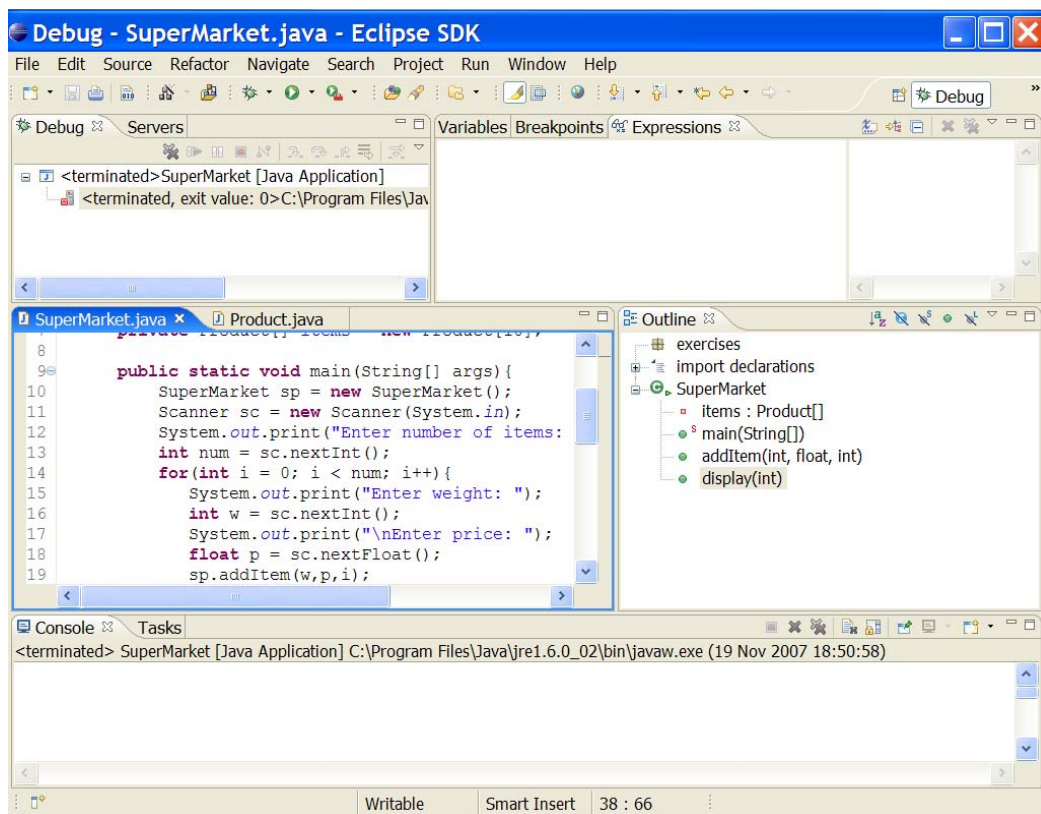 Debug - SuperMarket.java - Eclipse SDK
File Edit Source Refactor Navigate Search Project Run Window Help
Debug
Debug Servers
<terminated>SuperMarket [Java Application]
<terminated, exit value: 0>C:\Program Files\Jav
Variables Breakpoints Expressions
SuperMarket.java Product.java
private Product[] items = new Product[10];
8
9 public static void main(String[] args){
10 SuperMarket sp = new SuperMarket();
11 Scanner sc = new Scanner(System.in);
12 System.out.print("Enter number of items:
13 int num = sc.nextInt();
14 for(int i = 0; i < num; i++){
15 System.out.print("Enter weight: ");
16 int w = sc.nextInt();
17 System.out.print("\nEnter price: ");
18 float p = sc.nextFloat();
19 sp.addItem(w,p,i);
Outline
exercises
import declarations
SuperMarket
items : Product[]
main(String[])
addItem(int, float, int)
display(int)
Console Tasks
<terminated> SuperMarket [Java Application] C:\Program Files\Java\jre1.6.0_02\bin\javaw.exe (19 Nov 2007 18:50:58)
Writable Smart Insert 38 : 66